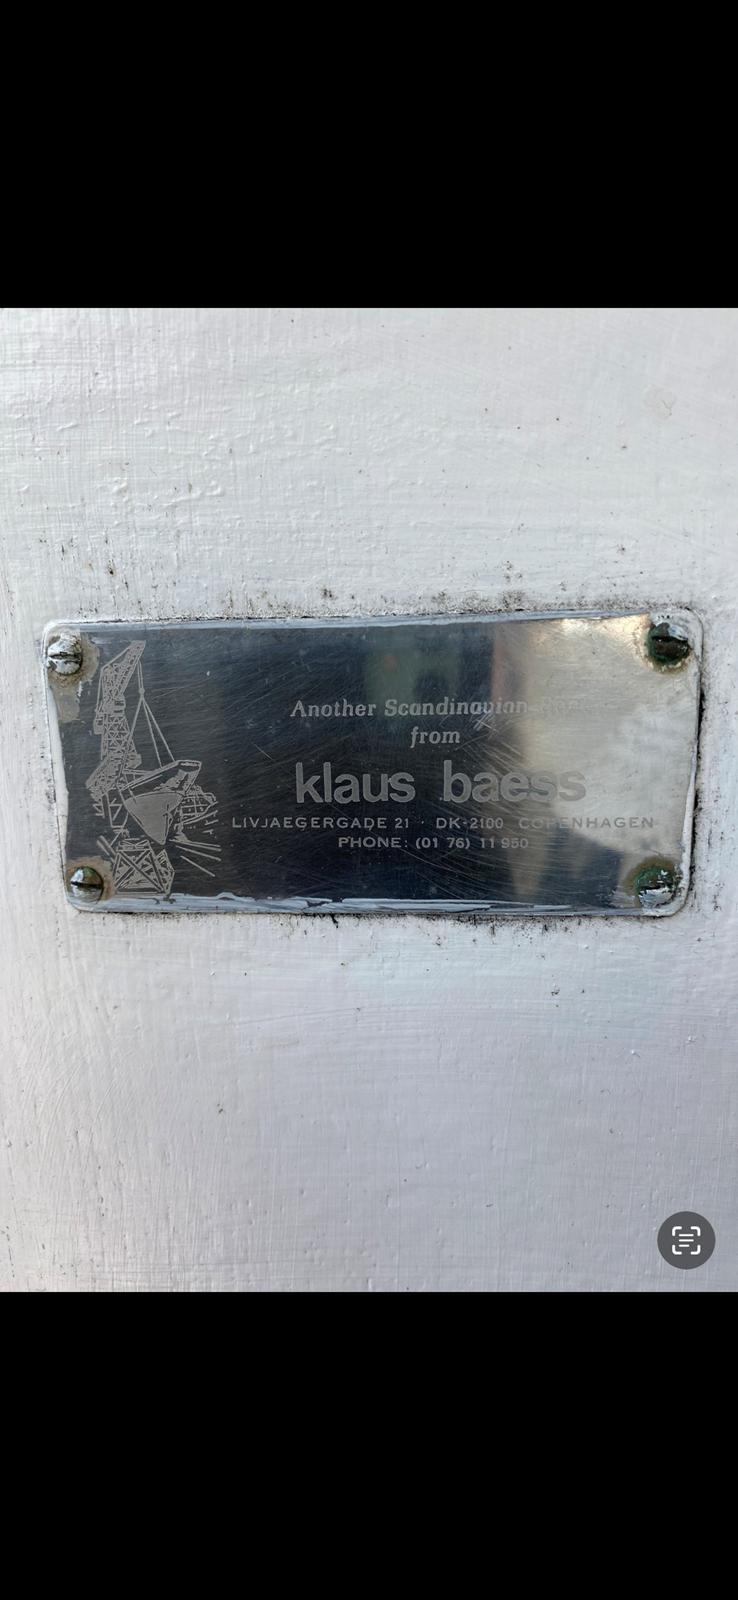 Another Scandinavian
from
klaus baess
LIVJAEGERGADE 21 · DK-2100 COPENHAGEN
PHONE: (01 76) 11 950